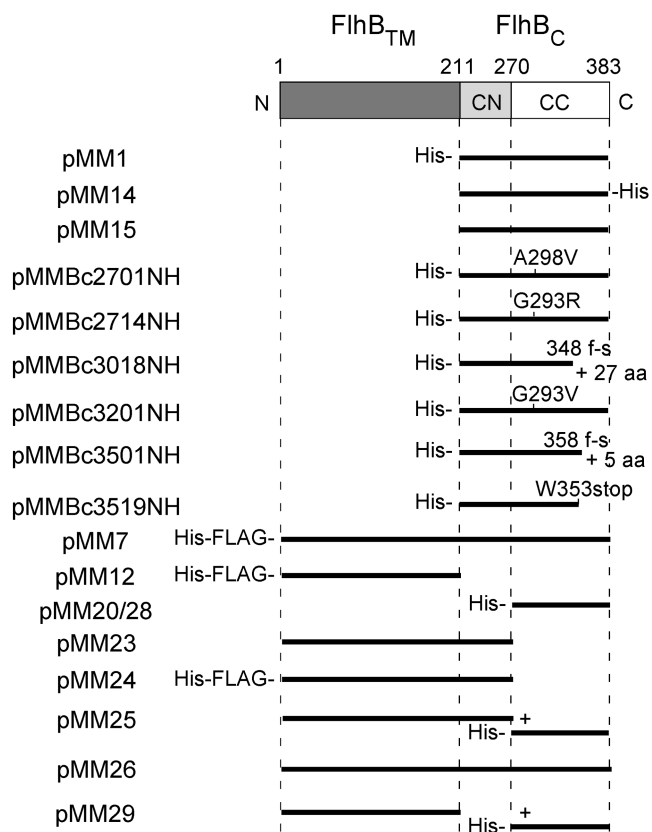 FlhBTM FlhBC
1 211 270 383
N CN CC C
pMM1 His-
pMM14 -His
pMM15
A298V
pMMBc2701NH His-
G293R
pMMBc2714NH His-
348 f-s
pMMBc3018NH His- + 27 aa
G293V
pMMBc3201NH His-
358 f-s
pMMBc3501NH His- + 5 aa
W353stop
pMMBc3519NH His-
pMM7 His-FLAG-
pMM12 His-FLAG-
pMM20/28 His-
pMM23
pMM24 His-FLAG-
pMM25 +
His-
pMM26
pMM29 +
His-